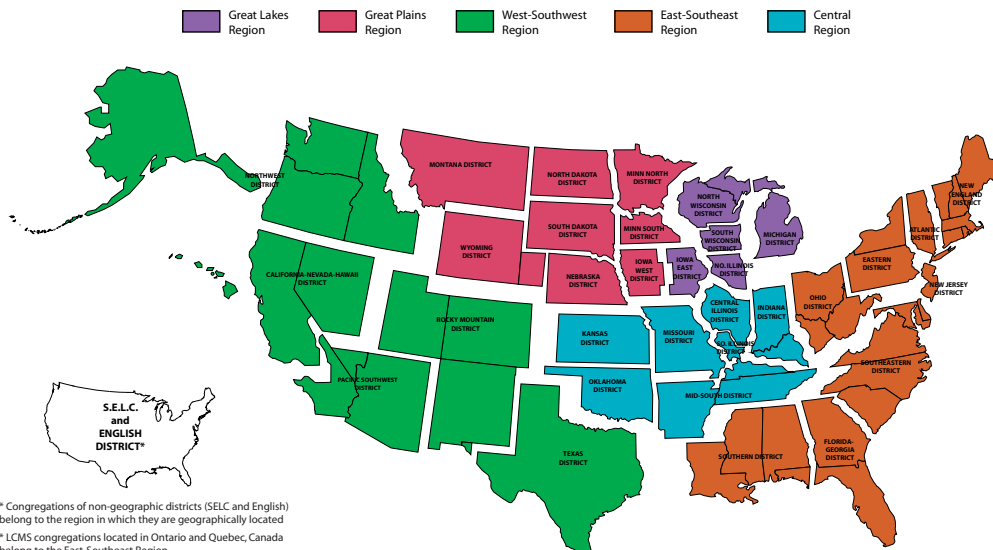 Great Lakes
Region
Great Plains
Region
West-Southwest
Region
East-Southeast
Region
Central
Region
NORTHWEST
DISTRICT
MONTANA DISTRICT
NORTH DAKOTA
DISTRICT
MINN NORTH
DISTRICT
NORTH
WISCONSIN
DISTRICT
NEW
ENGLAND
DISTRICT
SOUTH DAKOTA
DISTRICT
MINN SOUTH
DISTRICT
SOUTH
WISCONSIN
DISTRICT
MICHIGAN
DISTRICT
ATLANTIC
DISTRICT
WYOMING
DISTRICT
IOWA
WEST
DISTRICT
IOWA
EAST
DISTRICT
NO. ILLINOIS
DISTRICT
EASTERN
DISTRICT
CALIFORNIA-NEVADA-HAWAII
DISTRICT
NEBRASKA
DISTRICT
NEW JERSEY
DISTRICT
OHIO
DISTRICT
CENTRAL
ILLINOIS
DISTRICT
INDIANA
DISTRICT
ROCKY MOUNTAIN
DISTRICT
KANSAS
DISTRICT
MISSOURI
DISTRICT
SO. ILLINOIS
DISTRICT
SOUTHEASTERN
DISTRICT
PACIFIC SOUTHWEST
DISTRICT
OKLAHOMA
DISTRICT
MID-SOUTH DISTRICT
S.E.L.C.
and
ENGLISH
DISTRICT*
TEXAS
DISTRICT
SOUTHERN DISTRICT
FLORIDA-
GEORGIA
DISTRICT
* Congregations of non-geographic districts (SELC and English)
belong to the region in which they are geographically located
* LCMS congregations located in Ontario and Quebec, Canada
belong to the East-Southeast Region